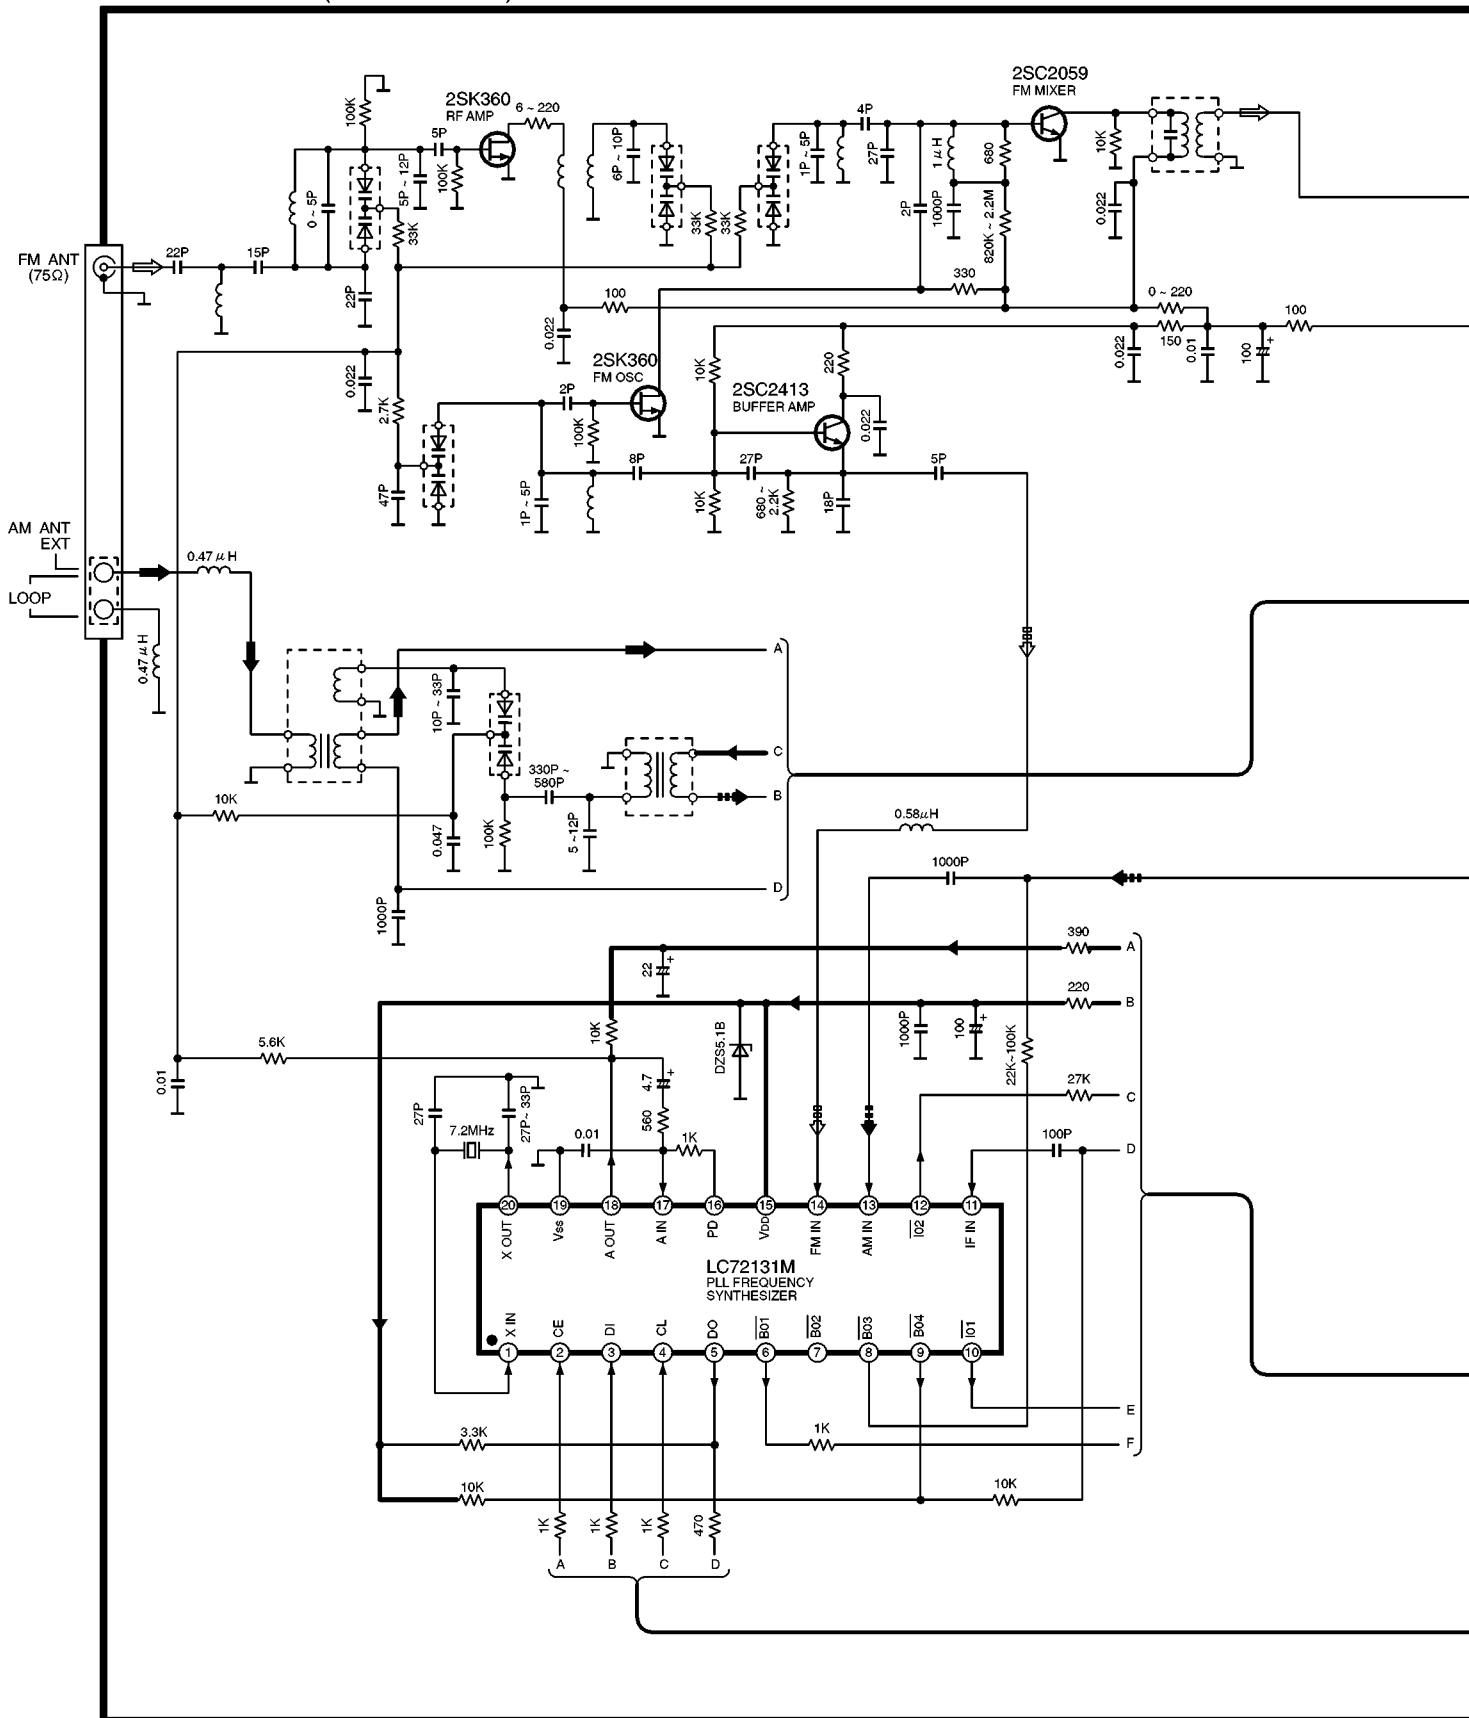 2SC2059
FM MIXER
2SK360
RF AMP
6 ~ 220
4P
100K
5P
0 ~ 5P
5P ~ 12P
100K
33K
6P ~ 10P
33K
33K
1P ~ 5P
27P
2P
1 μ H
1000P
680
820K ~ 2.2M
10K
0.022
FM ANT
(75Ω)
22P
15P
22P
330
100
0 ~ 220
150
100
0.022
0.022
0.01
100
+
0.022
2.7K
2SK360
FM OSC
2P
100K
10K
2SC2413
BUFFER AMP
220
0.022
47P
1P ~ 5P
8P
10K
27P
680 ~
2.2K
18P
5P
AM ANT
EXT
LOOP
0.47 μ H
0.47 μ H
A
10P ~ 33P
C
330P ~
580P
B
10K
0.047
100K
5 ~12P
0.58μH
1000P
D
1000P
390
A
22
+
220
B
10K
DZS5.1B
1000P
100
+
22K~100K
5.6K
0.01
27P
27P~ 33P
4.7
+
560
27K
C
7.2MHz
0.01
1K
100P
D
20
19
18
17
16
15
14
13
12
11
X OUT
Vss
A OUT
A IN
PD
VDD
FM IN
AM IN
I02
IF IN
LC72131M
PLL FREQUENCY
SYNTHESIZER
X IN
CE
DI
CL
DO
B01
B02
B03
B04
I01
1
2
3
4
5
6
7
8
9
10
E
3.3K
1K
F
10K
10K
1K
1K
1K
470
A
B
C
D